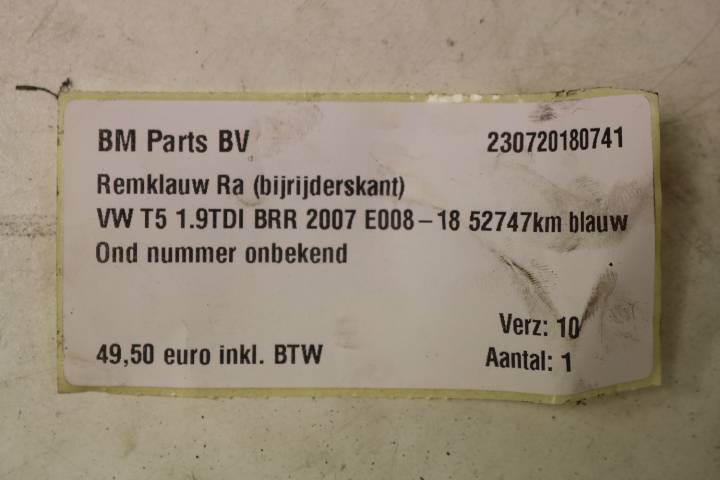 BM Parts BV 230720180741
Remklauw Ra (bijrijderskant)
VW T5 1.9TDI BRR 2007 E008-18 52747km blauw
Ond nummer onbekend
Verz: 10
49,50 euro inkl. BTW Aantal: 1